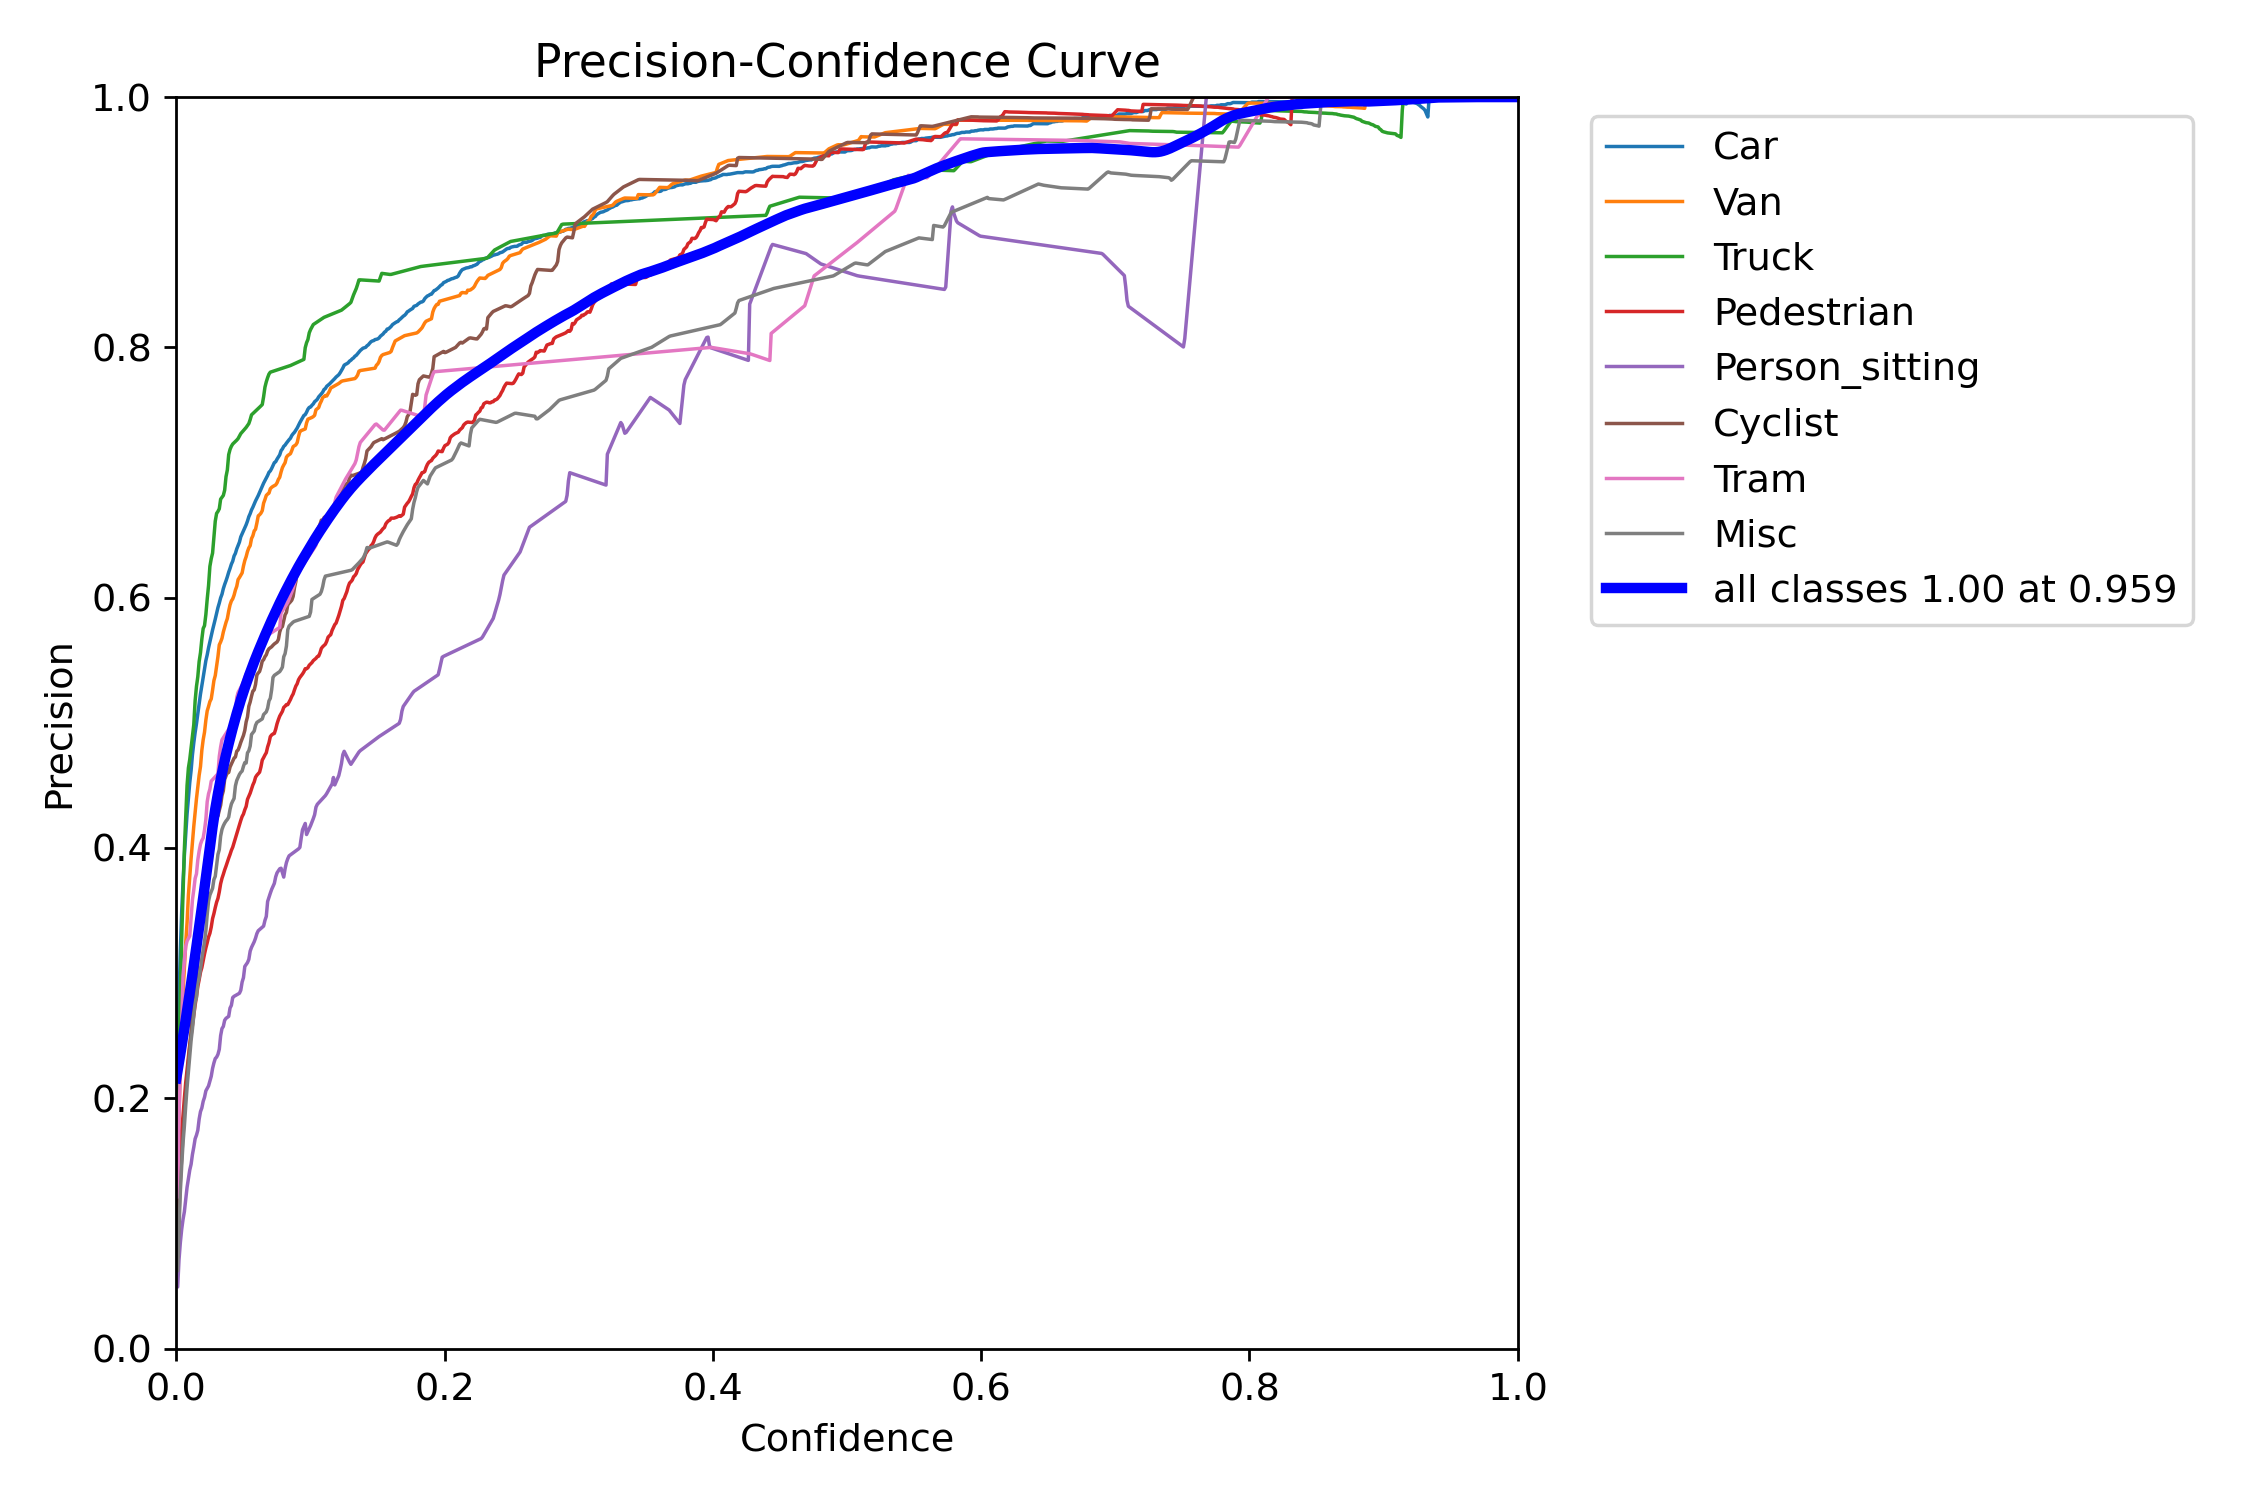 Precision-Confidence Curve
1.0
0.8
0.6
0.4
0.2
0.0
Precision
0.0 0.2 0.4 0.6 0.8 1.0
Confidence
Car
Van
Truck
Pedestrian
Person_sitting
Cyclist
Tram
Misc
all classes 1.00 at 0.959